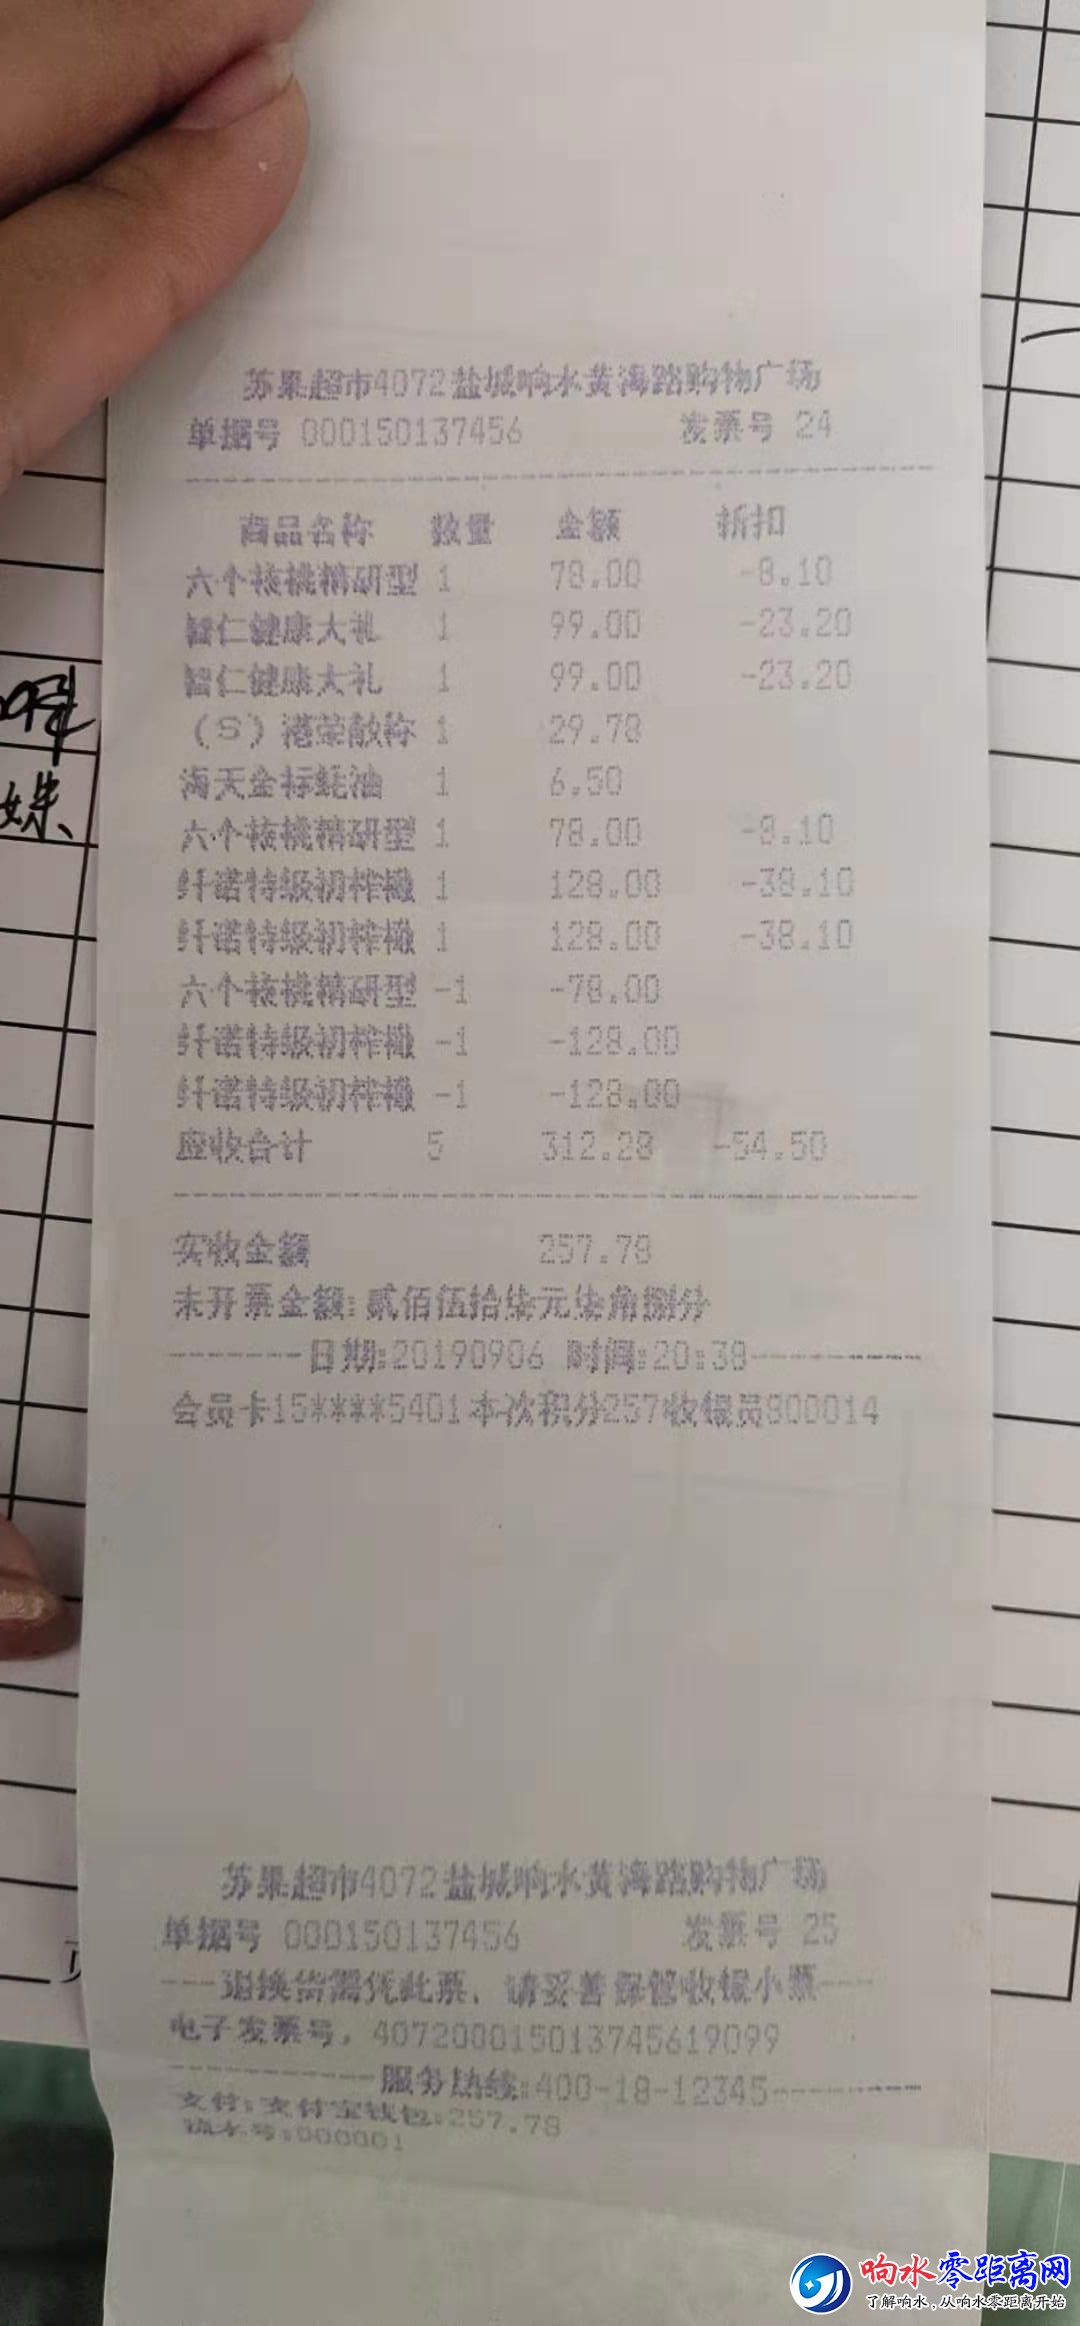 苏果超市4072盐城响水黄海路购物广场
单据号 000150137456 发票号 24
商品名称 数量 金额 折扣
六个核桃精研型 1 78.00 -8.10
智仁健康大礼 1 99.00 -23.20
智仁健康大礼 1 99.00 -23.20
(S)港荣散称 1 29.78
海天金标蚝油 1 6.50
六个核桃精研型 1 78.00 -8.10
纤诺特级初榨橄 1 128.00 -38.10
纤诺特级初榨橄 1 128.00 -38.10
六个核桃精研型 -1 -78.00
纤诺特级初榨橄 -1 -128.00
纤诺特级初榨橄 -1 -128.00
应收合计 5 312.28 -54.50
实收金额 257.78
未开票金额:贰佰伍拾柒元柒角捌分
--------日期:20190906 时间:20:38----------
会员卡15****5401本次积分257收银员800014
苏果超市4072盐城响水黄海路购物广场
单据号 000150137456 发票号 25
---退换货需凭此票，请妥善保管收银小票---
电子发票号，407200015013745619099
-----------服务热线:400-18-12345---------
支付:支付宝钱包:257.78
流水号:000001
姝
响水零距离网
了解响水，从响水零距离开始